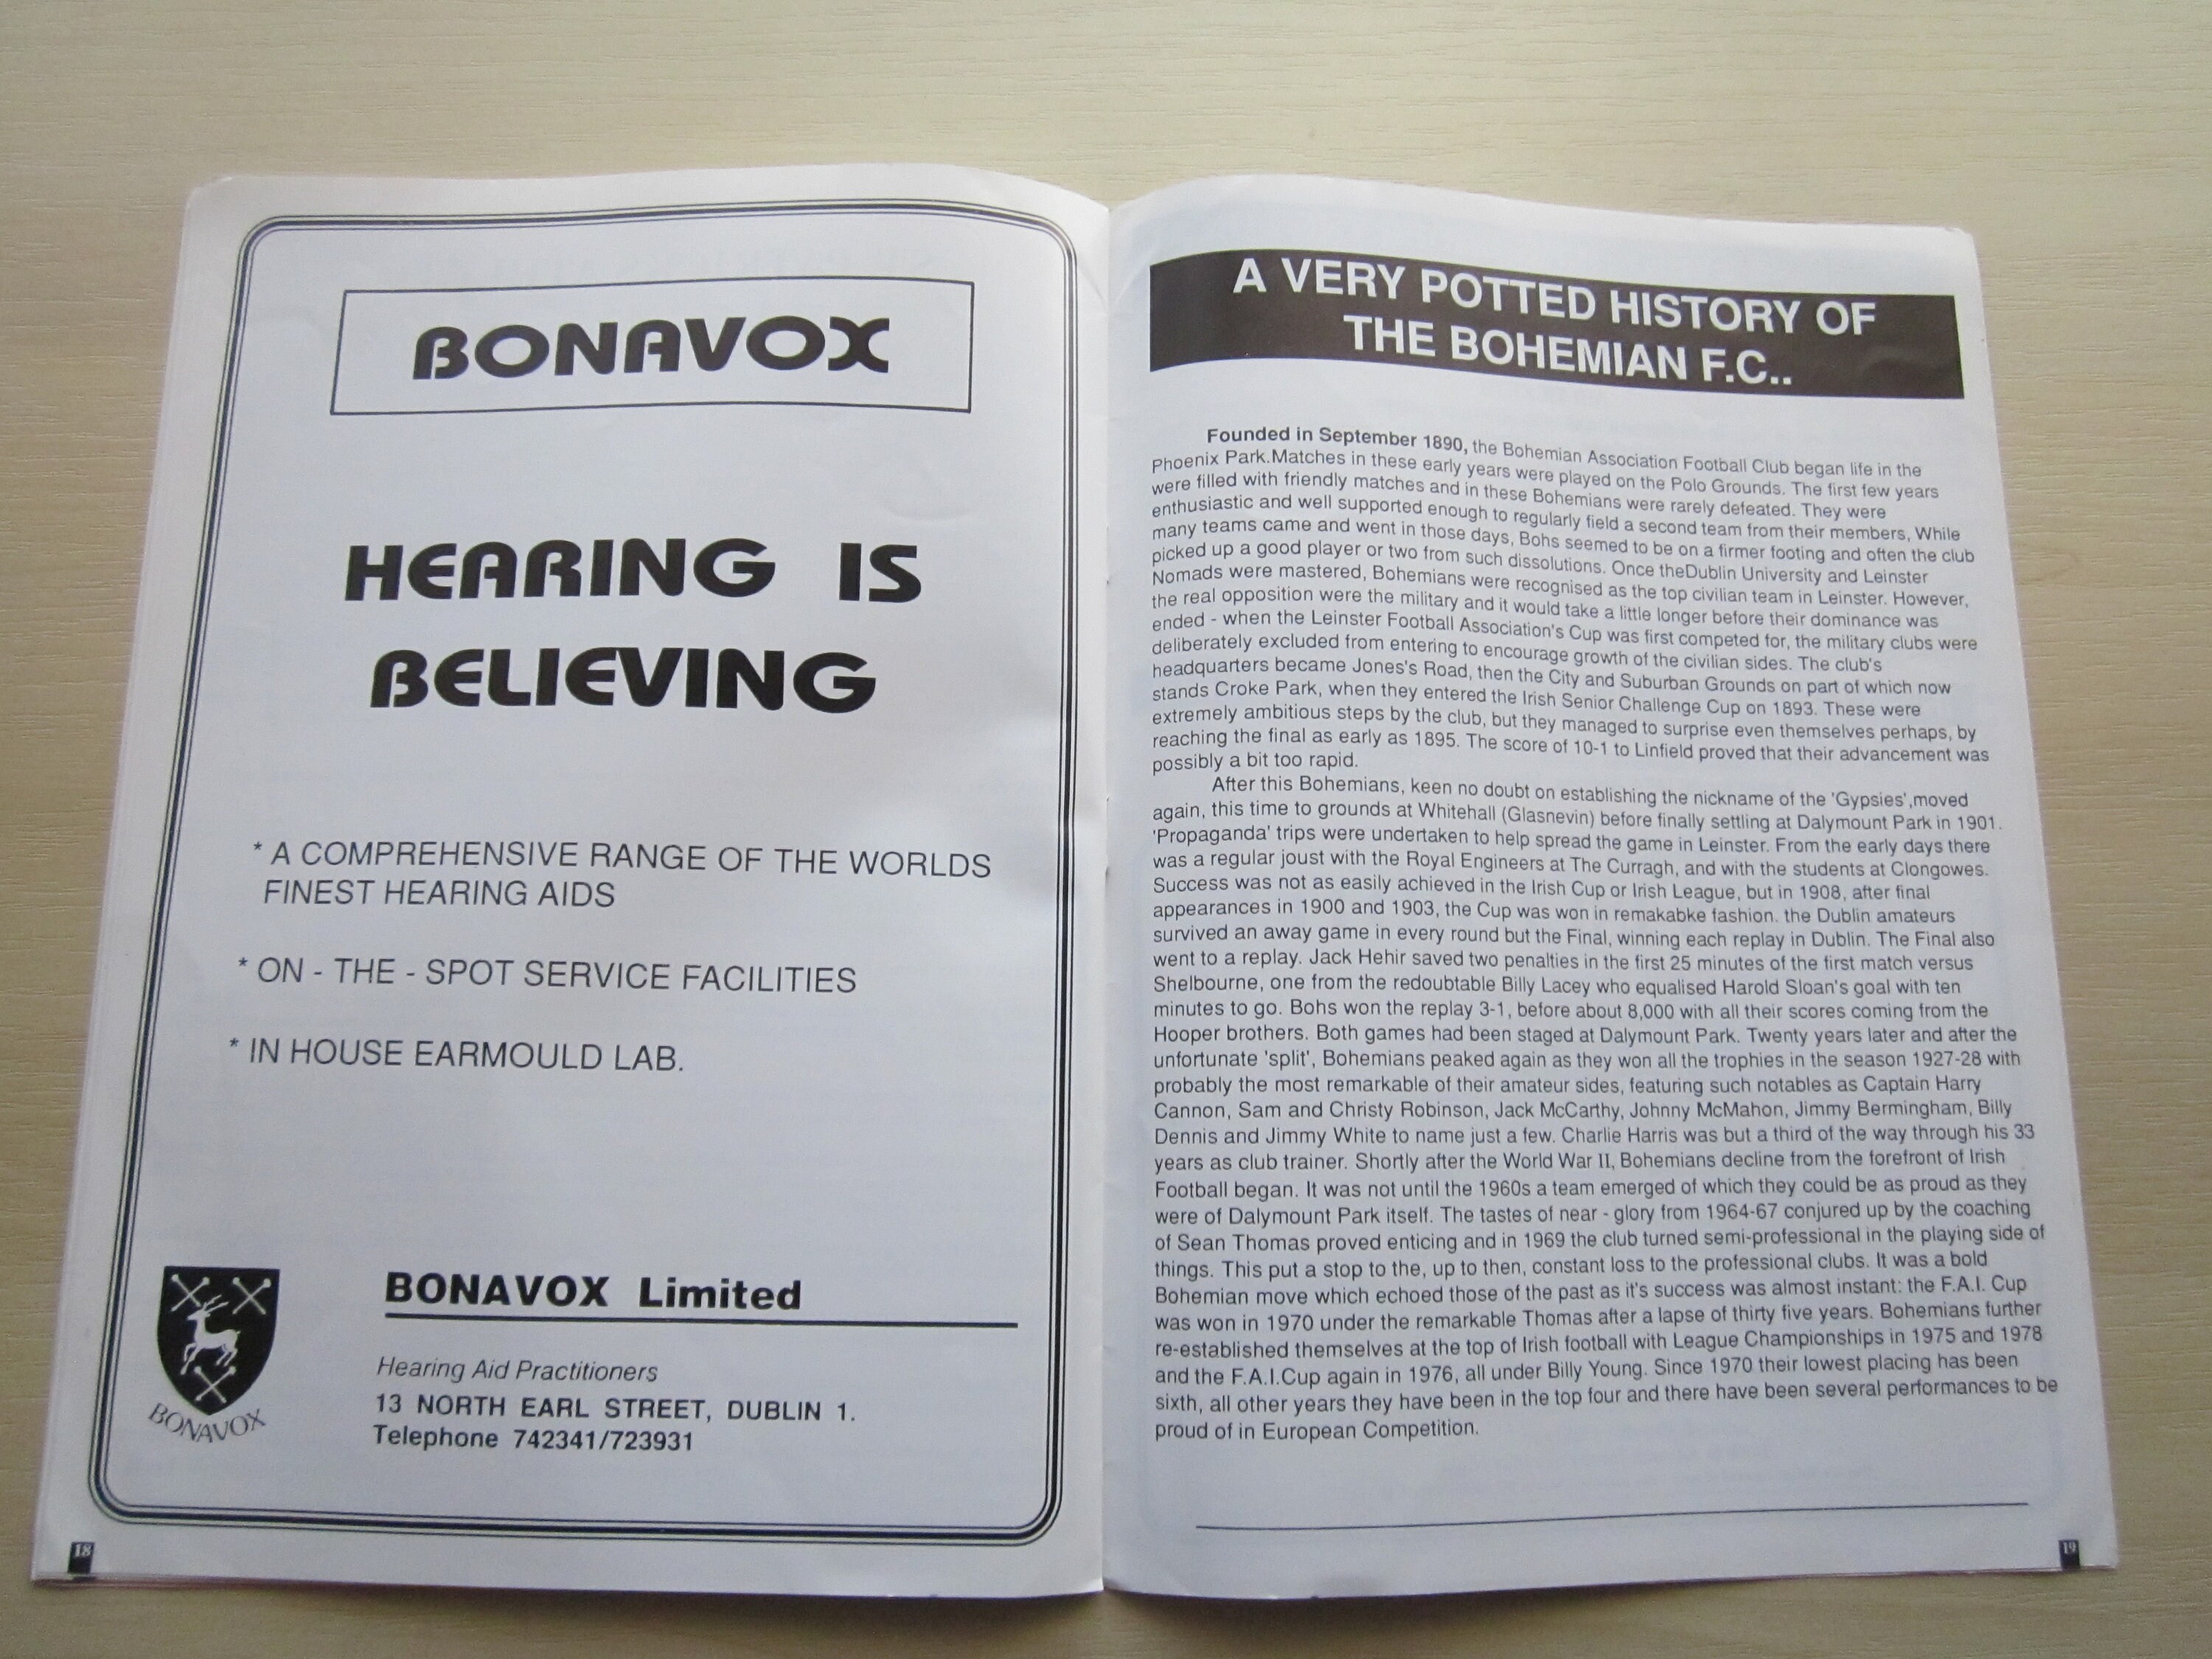 BONAVOX
HEARING IS
BELIEVING
* A COMPREHENSIVE RANGE OF THE WORLDS
FINEST HEARING AIDS
* ON - THE - SPOT SERVICE FACILITIES
* IN HOUSE EARMOULD LAB.
BONAVOX
BONAVOX Limited
Hearing Aid Practitioners
13 NORTH EARL STREET, DUBLIN 1.
Telephone 742341/723931
18
A VERY POTTED HISTORY OF
THE BOHEMIAN F.C..
Founded in September 1890, the Bohemian Association Football Club began life in the
Phoenix Park.Matches in these early years were played on the Polo Grounds. The first few years
were filled with friendly matches and in these Bohemians were rarely defeated. They were
enthusiastic and well supported enough to regularly field a second team from their members, While
many teams came and went in those days, Bohs seemed to be on a firmer footing and often the club
picked up a good player or two from such dissolutions. Once theDublin University and Leinster
Nomads were mastered, Bohemians were recognised as the top civilian team in Leinster. However,
the real opposition were the military and it would take a little longer before their dominance was
ended - when the Leinster Football Association's Cup was first competed for, the military clubs were
deliberately excluded from entering to encourage growth of the civilian sides. The club's
headquarters became Jones's Road, then the City and Suburban Grounds on part of which now
stands Croke Park, when they entered the Irish Senior Challenge Cup on 1893. These were
extremely ambitious steps by the club, but they managed to surprise even themselves perhaps, by
reaching the final as early as 1895. The score of 10-1 to Linfield proved that their advancement was
possibly a bit too rapid.
After this Bohemians, keen no doubt on establishing the nickname of the 'Gypsies',moved
again, this time to grounds at Whitehall (Glasnevin) before finally settling at Dalymount Park in 1901.
'Propaganda' trips were undertaken to help spread the game in Leinster. From the early days there
was a regular joust with the Royal Engineers at The Curragh, and with the students at Clongowes.
Success was not as easily achieved in the Irish Cup or Irish League, but in 1908, after final
appearances in 1900 and 1903, the Cup was won in remakabke fashion. the Dublin amateurs
survived an away game in every round but the Final, winning each replay in Dublin. The Final also
went to a replay. Jack Hehir saved two penalties in the first 25 minutes of the first match versus
Shelbourne, one from the redoubtable Billy Lacey who equalised Harold Sloan's goal with ten
minutes to go. Bohs won the replay 3-1, before about 8,000 with all their scores coming from the
Hooper brothers. Both games had been staged at Dalymount Park. Twenty years later and after the
unfortunate 'split', Bohemians peaked again as they won all the trophies in the season 1927-28 with
probably the most remarkable of their amateur sides, featuring such notables as Captain Harry
Cannon, Sam and Christy Robinson, Jack McCarthy, Johnny McMahon, Jimmy Bermingham, Billy
Dennis and Jimmy White to name just a few. Charlie Harris was but a third of the way through his 33
years as club trainer. Shortly after the World War II, Bohemians decline from the forefront of Irish
Football began. It was not until the 1960s a team emerged of which they could be as proud as they
were of Dalymount Park itself. The tastes of near - glory from 1964-67 conjured up by the coaching
of Sean Thomas proved enticing and in 1969 the club turned semi-professional in the playing side of
things. This put a stop to the, up to then, constant loss to the professional clubs. It was a bold
Bohemian move which echoed those of the past as it's success was almost instant: the F.A.I. Cup
was won in 1970 under the remarkable Thomas after a lapse of thirty five years. Bohemians further
re-established themselves at the top of Irish football with League Championships in 1975 and 1978
and the F.A.I.Cup again in 1976, all under Billy Young. Since 1970 their lowest placing has been
sixth, all other years they have been in the top four and there have been several performances to be
proud of in European Competition.
19